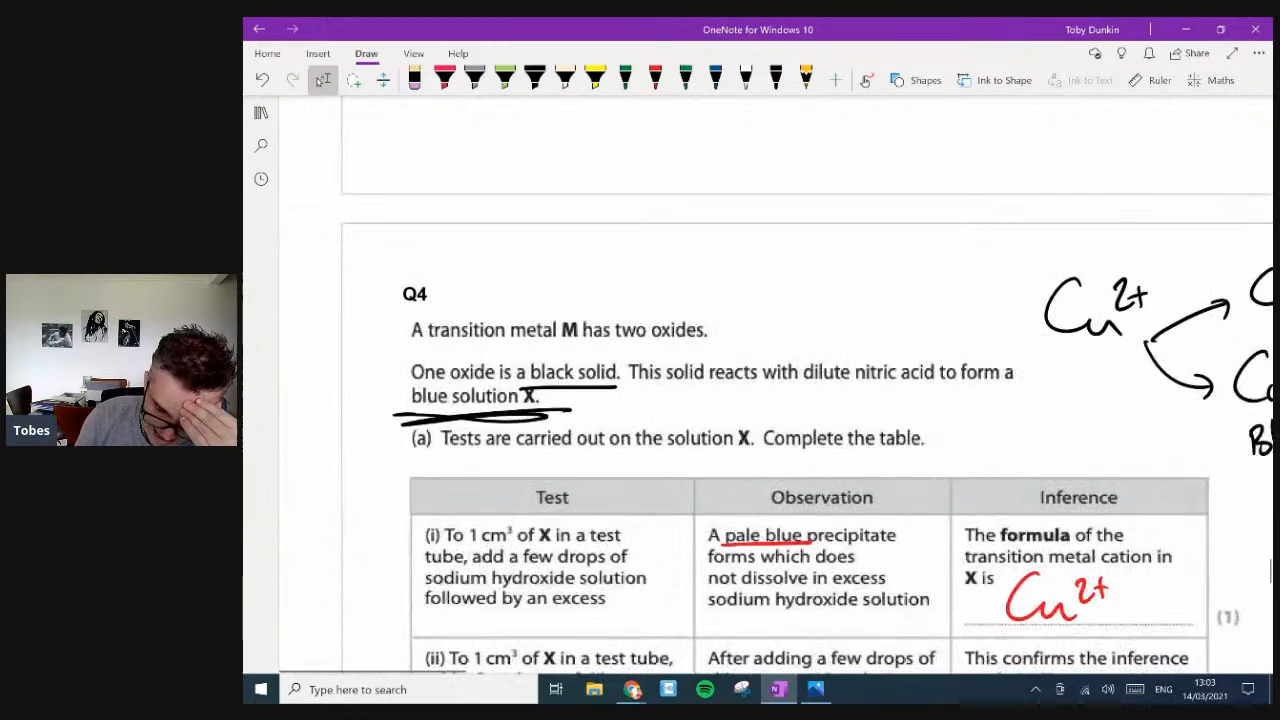 OneNote for Windows 10
Toby Dunkin
Home Insert Draw View Help
Share
Shapes Ink to Shape Ink to Text Ruler Maths
Q4
A transition metal M has two oxides.
One oxide is a black solid. This solid reacts with dilute nitric acid to form a
blue solution X.
Cu2+
(a) Tests are carried out on the solution X. Complete the table.
Test Observation Inference
(i) To 1 cm³ of X in a test
tube, add a few drops of
sodium hydroxide solution
followed by an excess
A pale blue precipitate
forms which does
not dissolve in excess
sodium hydroxide solution
The formula of the
transition metal cation in
X is
Cu2+
(1)
(ii) To 1 cm³ of X in a test tube,
After adding a few drops of
This confirms the inference
Tobes
Type here to search
ENG
13:03
14/03/2021